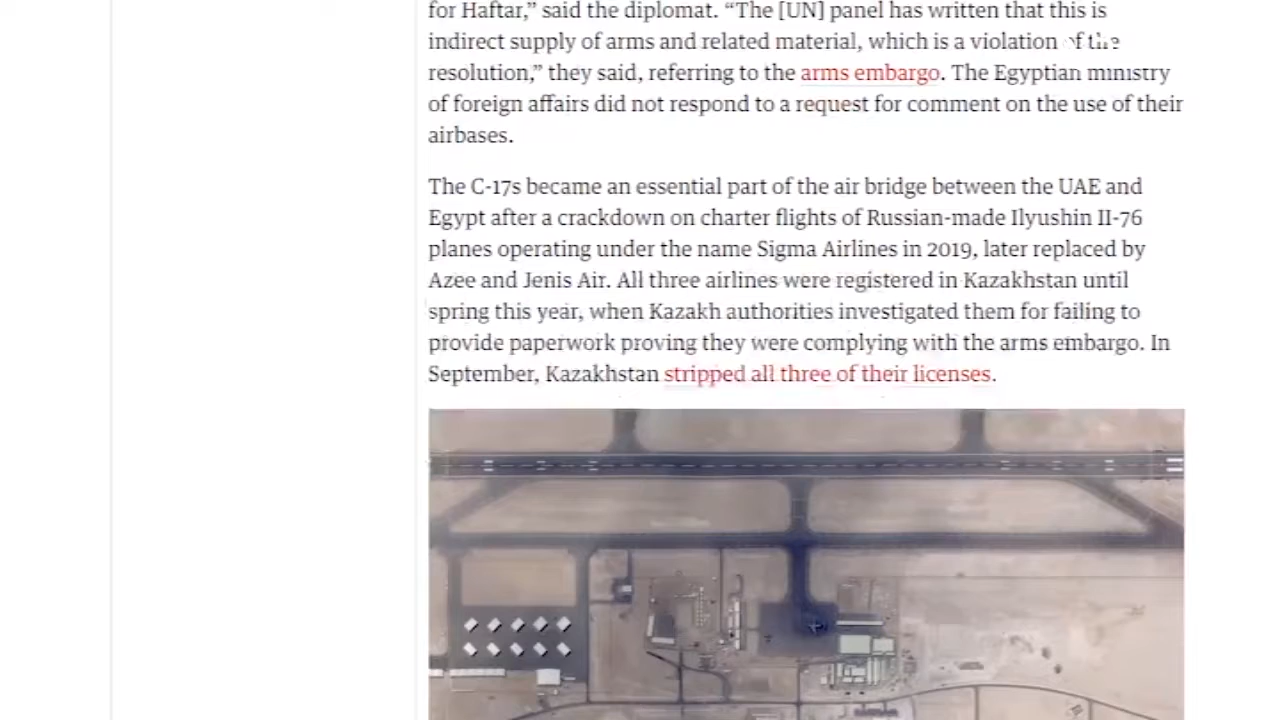 for Haftar,” said the diplomat. “The [UN] panel has written that this is
indirect supply of arms and related material, which is a violation of the
resolution,” they said, referring to the arms embargo. The Egyptian ministry
of foreign affairs did not respond to a request for comment on the use of their
airbases.
The C-17s became an essential part of the air bridge between the UAE and
Egypt after a crackdown on charter flights of Russian-made Ilyushin II-76
planes operating under the name Sigma Airlines in 2019, later replaced by
Azee and Jenis Air. All three airlines were registered in Kazakhstan until
spring this year, when Kazakh authorities investigated them for failing to
provide paperwork proving they were complying with the arms embargo. In
September, Kazakhstan stripped all three of their licenses.